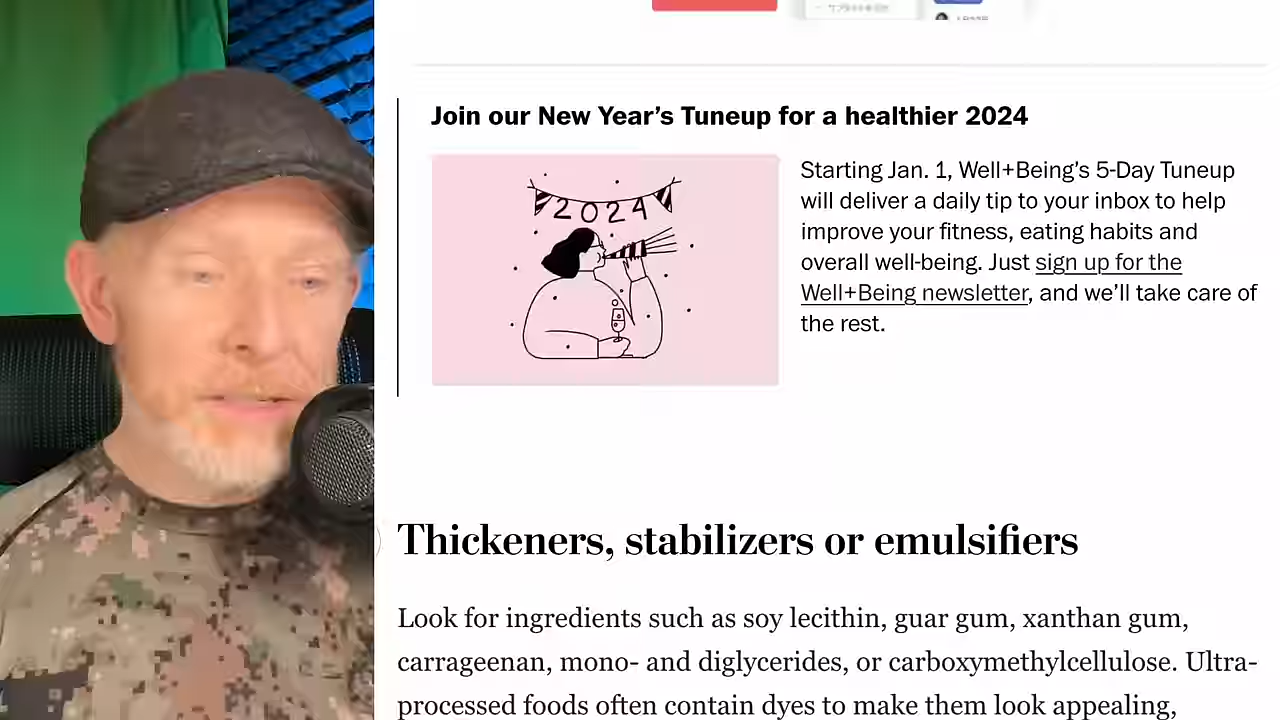 Join our New Year’s Tuneup for a healthier 2024
2024
Starting Jan. 1, Well+Being’s 5-Day Tuneup
will deliver a daily tip to your inbox to help
improve your fitness, eating habits and
overall well-being. Just sign up for the
Well+Being newsletter, and we’ll take care of
the rest.
Thickeners, stabilizers or emulsifiers
Look for ingredients such as soy lecithin, guar gum, xanthan gum,
carrageenan, mono- and diglycerides, or carboxymethylcellulose. Ultra-
processed foods often contain dyes to make them look appealing,